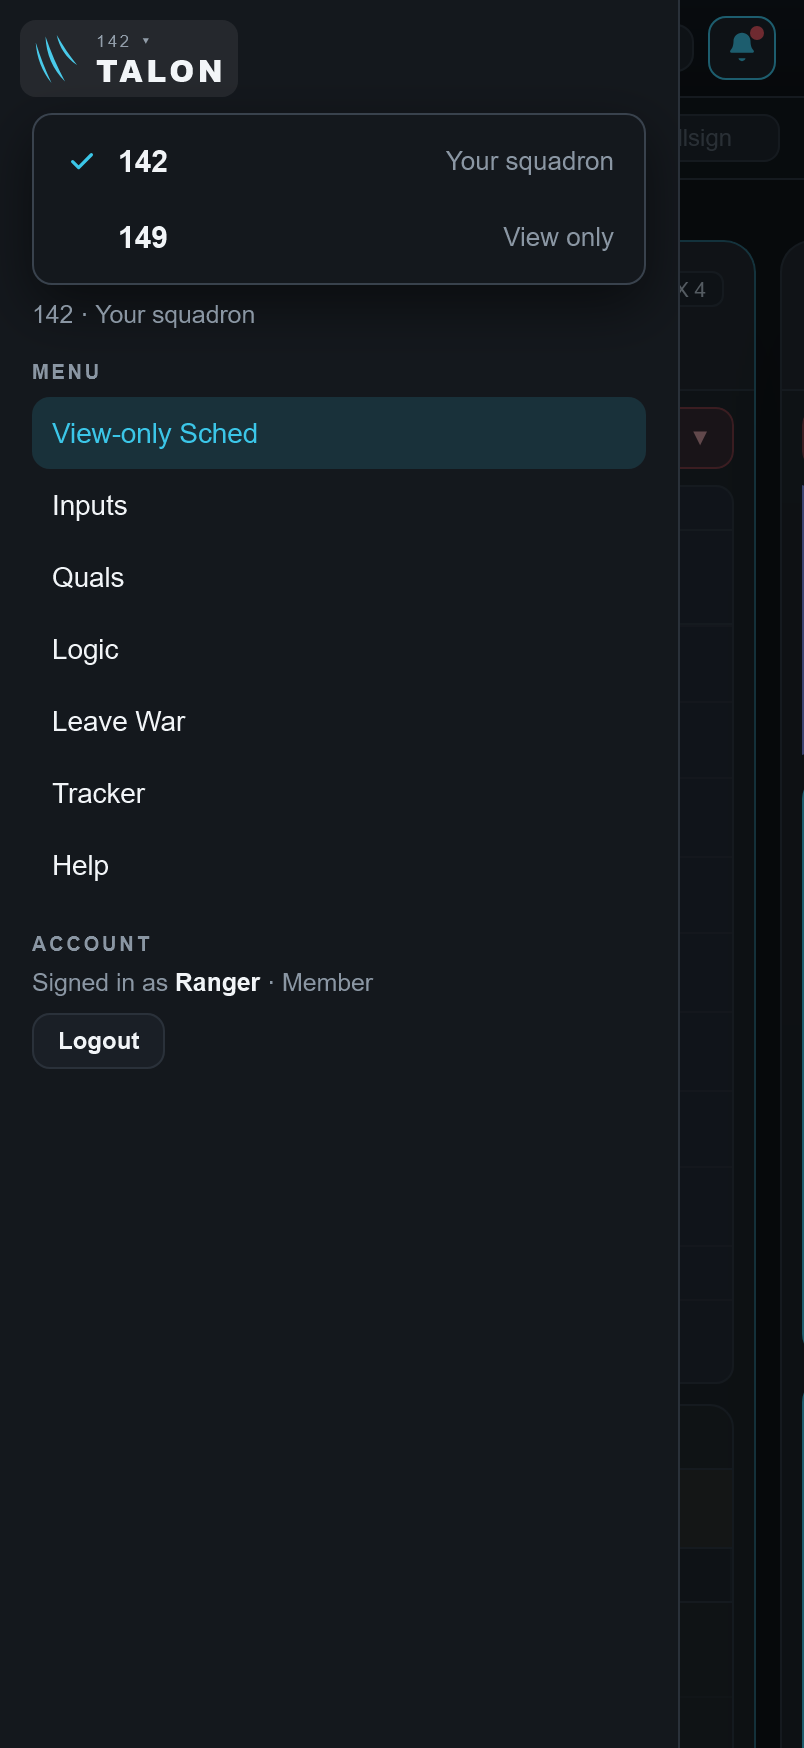 142 ▾
TALON
142 Your squadron
149 View only
142 · Your squadron
MENU
View-only Sched
Inputs
Quals
Logic
Leave War
Tracker
Help
ACCOUNT
Signed in as Ranger · Member
Logout
llsign
X 4
▼